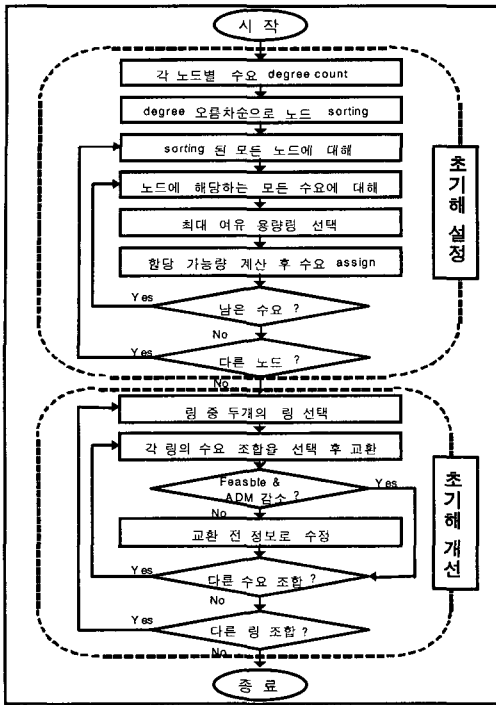 시 작
각 노드별 수요 degree count
degree 오름차순으로 노드 sorting
sorting 된 모든 노드에 대해
노드에 해당하는 모든 수요에 대해
최대 여유 용량링 선택
할당 가능량 계산 후 수요 assign
Yes
남은 수요 ?
No
Yes
다른 노드 ?
No
초기해 설정
링 중 두개의 링 선택
각 링의 수요 조합을 선택 후 교환
Feasble &
ADM 감소 ?
Yes
No
교환 전 정보로 수정
Yes
다른 수요 조합 ?
No
Yes
다른 링 조합 ?
No
초기해 개선
종 료